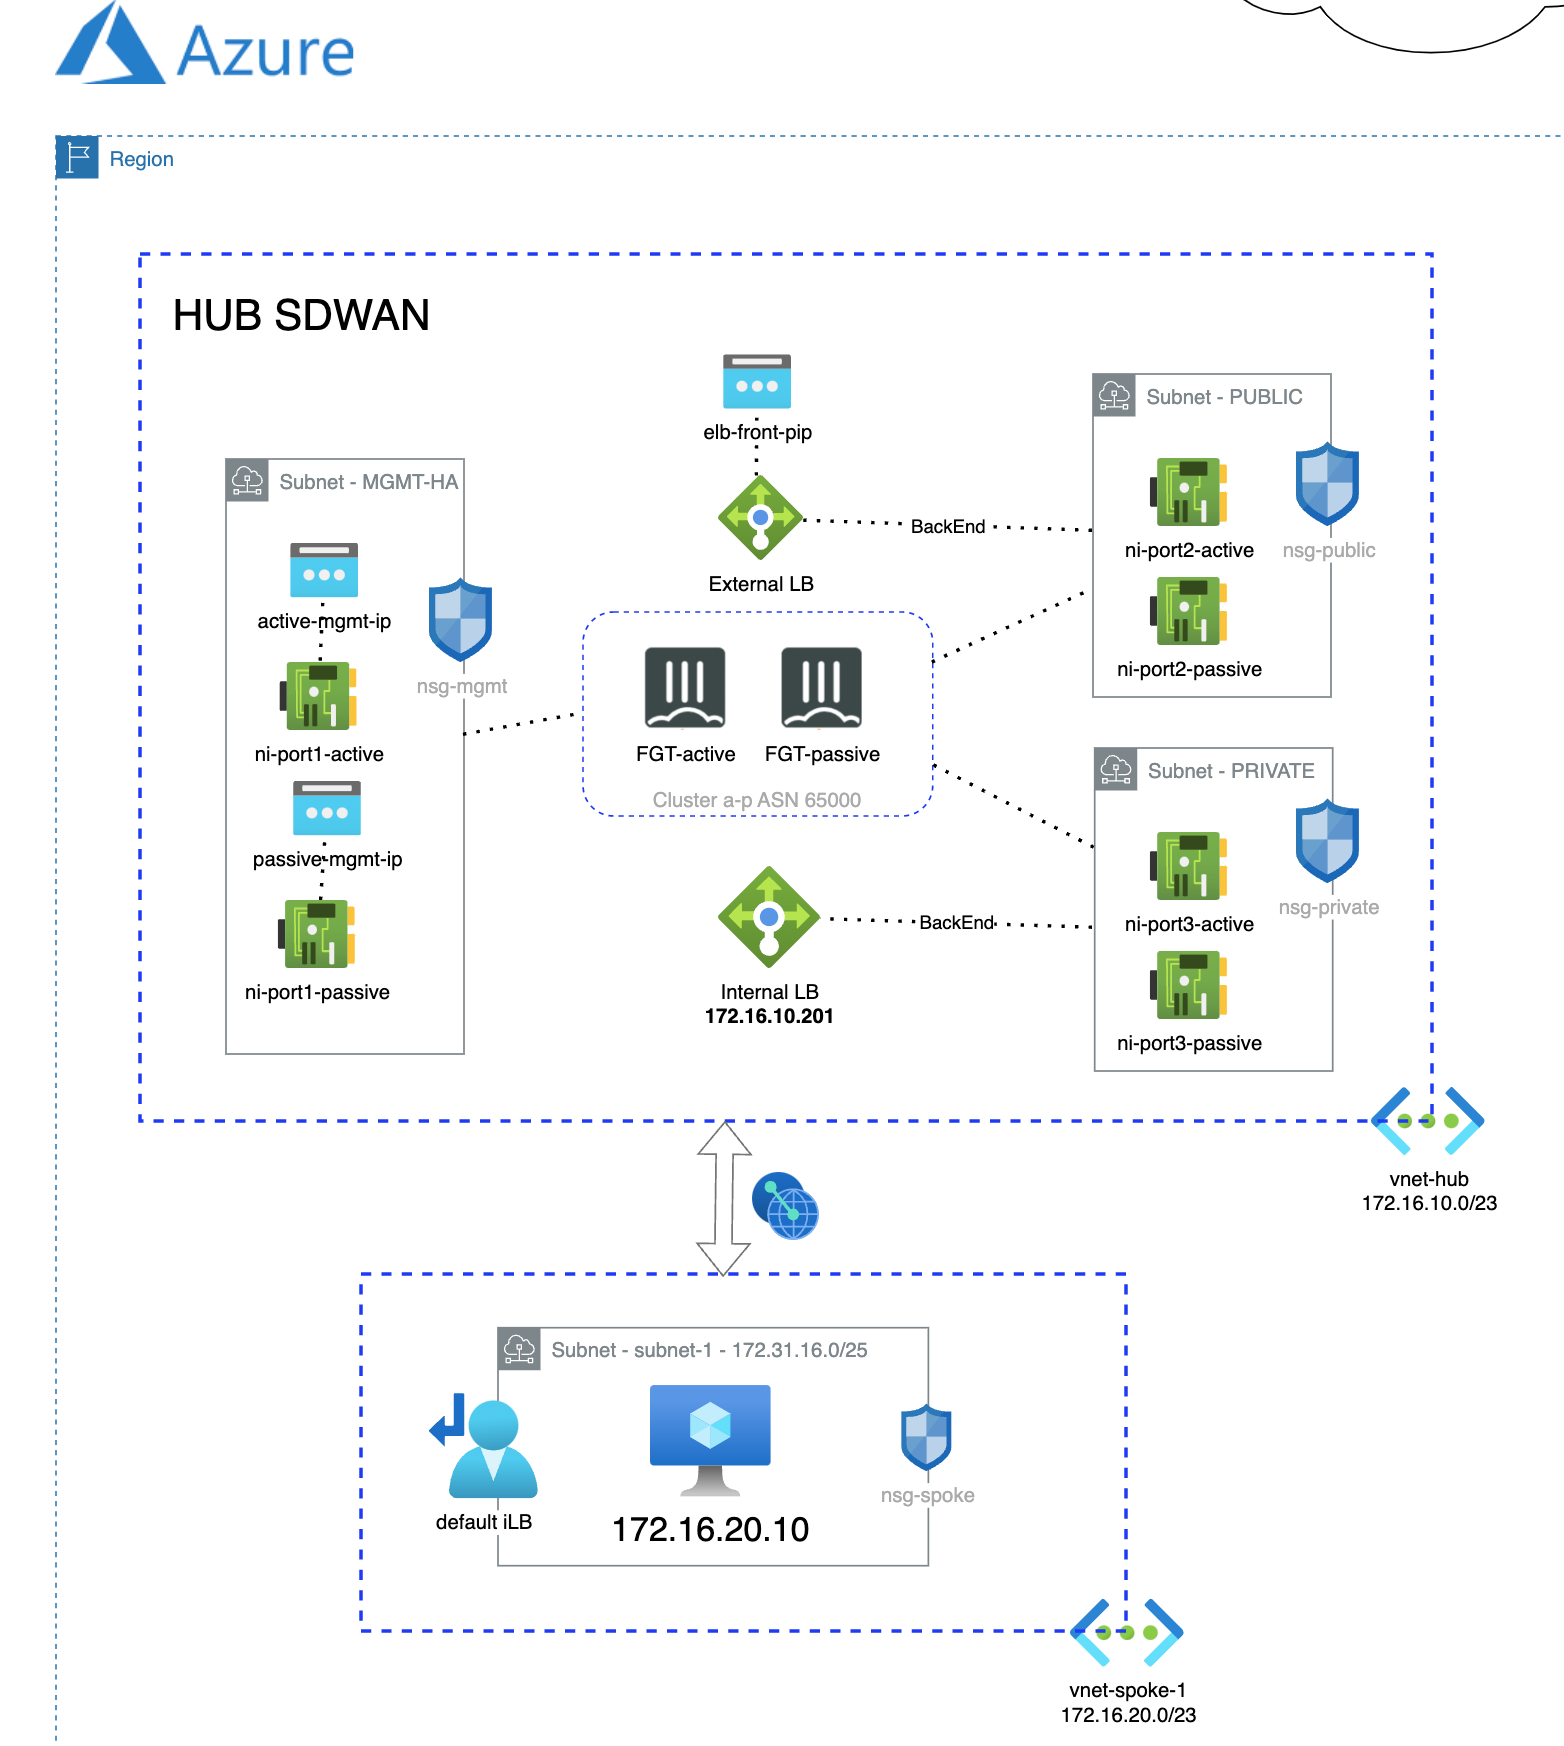 Azure
Region
HUB SDWAN
elb-front-pip
External LB
BackEnd
Subnet - PUBLIC
ni-port2-active
nsg-public
ni-port2-passive
Subnet - MGMT-HA
active-mgmt-ip
nsg-mgmt
ni-port1-active
passive-mgmt-ip
ni-port1-passive
FGT-active
FGT-passive
Cluster a-p ASN 65000
Subnet - PRIVATE
ni-port3-active
nsg-private
ni-port3-passive
BackEnd
Internal LB
172.16.10.201
vnet-hub
172.16.10.0/23
Subnet - subnet-1 - 172.31.16.0/25
default iLB
172.16.20.10
nsg-spoke
vnet-spoke-1
172.16.20.0/23